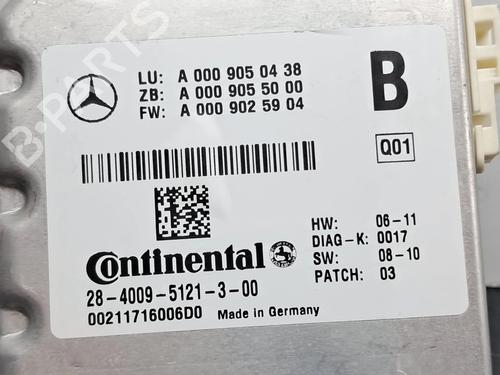 LU: A 000 905 04 38
ZB: A 000 905 50 00
FW: A 000 902 59 04
B
Q01
Continental
HW: 06-11
DIAG-K: 0017
SW: 08-10
PATCH: 03
28-4009-5121-3-00
00211716006D0 Made in Germany
B-PARTS